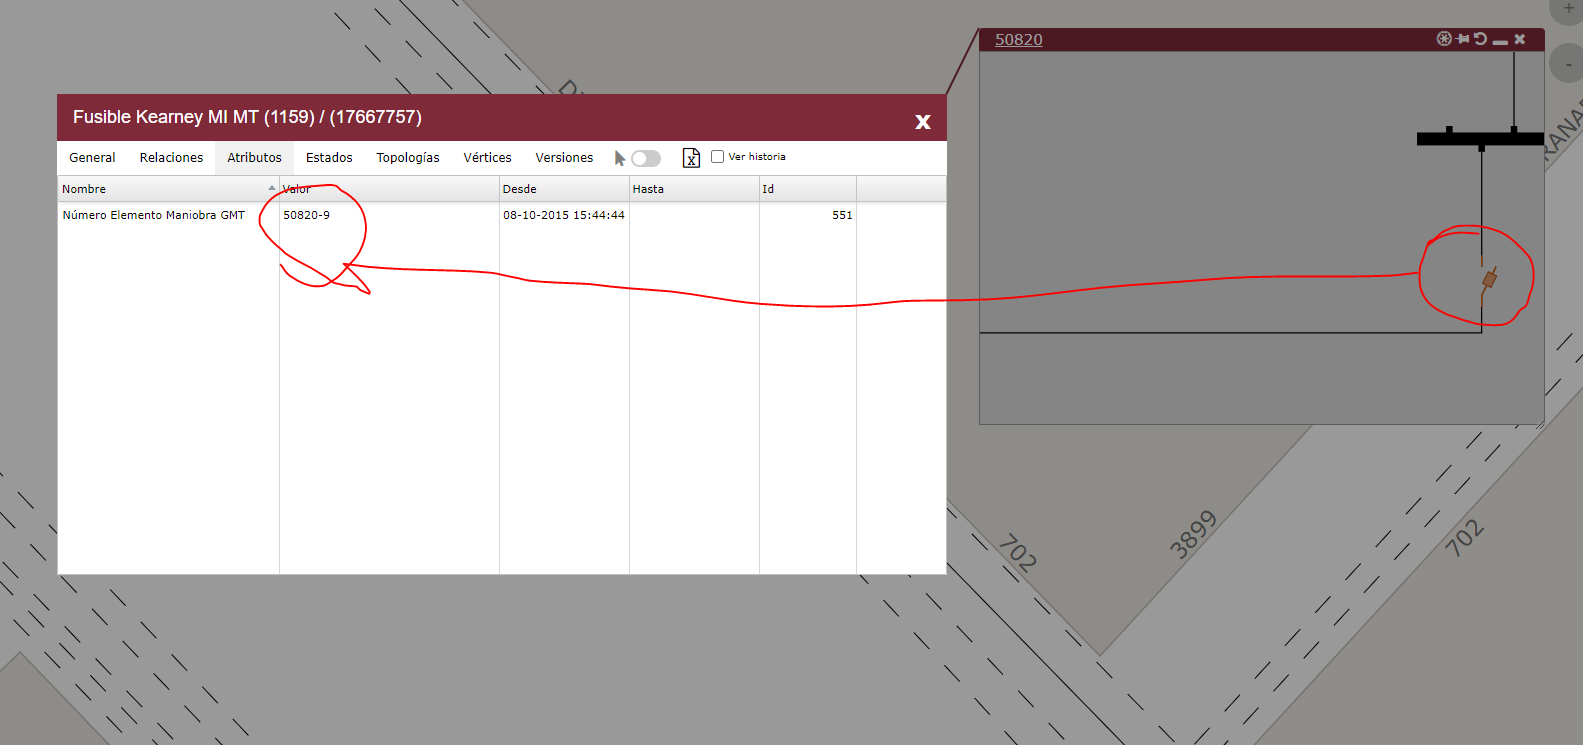 50820
Fusible Kearney MI MT (1159) / (17667757)
General Relaciones Atributos Estados Topologías Vértices Versiones Ver historia
Nombre Valor Desde Hasta Id
Número Elemento Maniobra GMT 50820-9 08-10-2015 15:44:44 551
702
3899
702